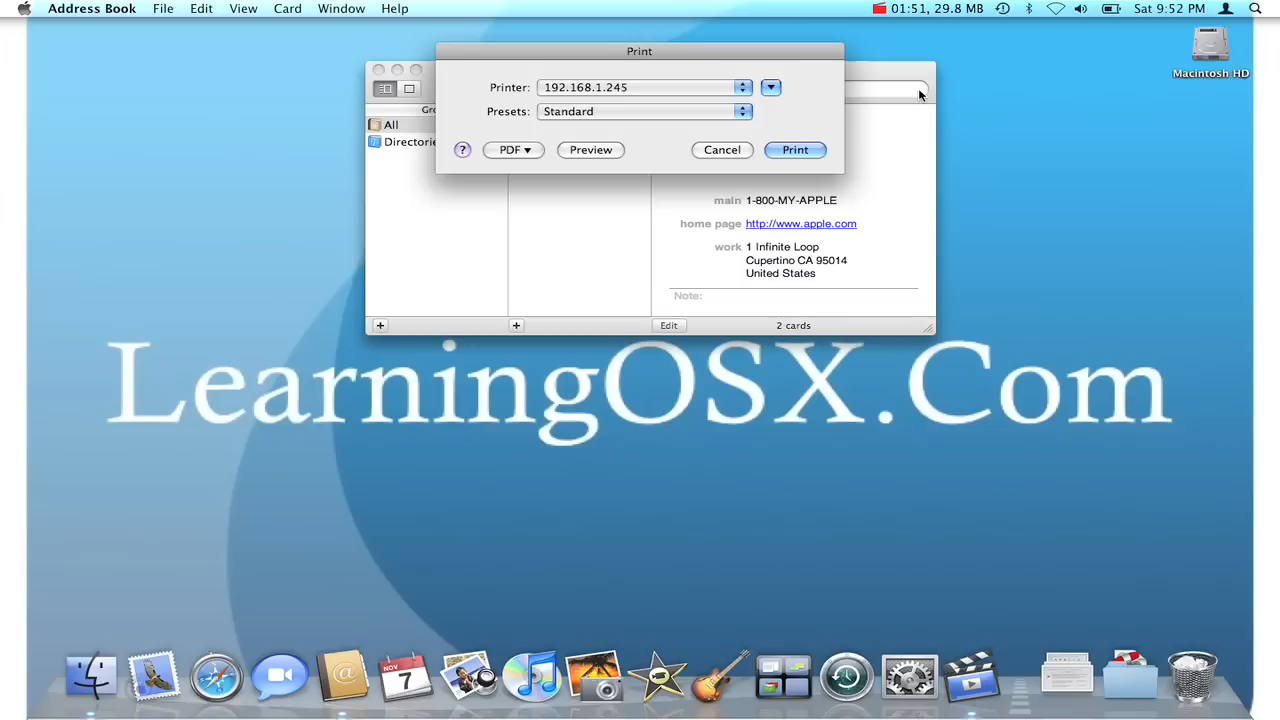 Address Book File Edit View Card Window Help 01:51, 29.8 MB Sat 9:52 PM
Macintosh HD
Print
Printer: 192.168.1.245
Presets: Standard
? PDF▾ Preview Cancel Print
All
main 1-800-MY-APPLE
home page http://www.apple.com
work 1 Infinite Loop
Cupertino CA 95014
United States
Note:
+ + Edit 2 cards
LearningOSX.Com
@ NOV
7